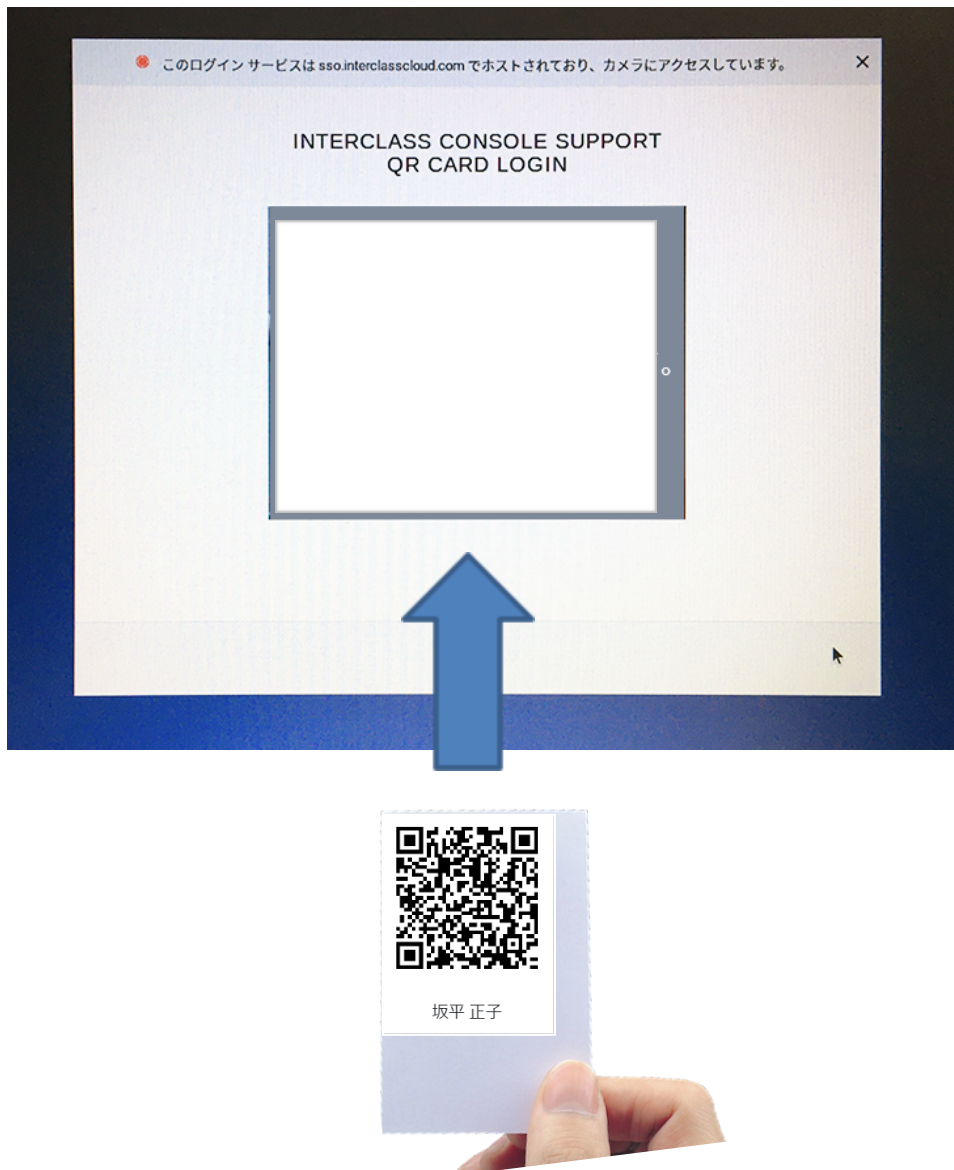 このログイン サービスは sso.interclasscloud.com でホストされており、カメラにアクセスしています。
INTERCLASS CONSOLE SUPPORT
QR CARD LOGIN
坂平 正子